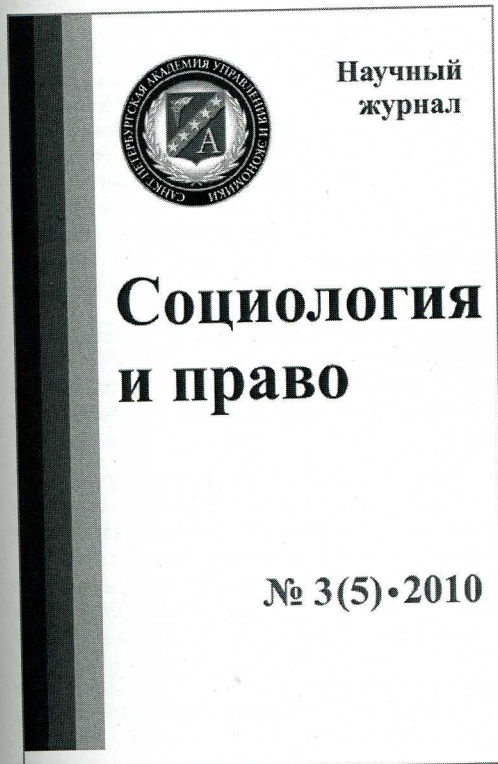 САНКТ-ПЕТЕРБУРГСКАЯ АКАДЕМИЯ УПРАВЛЕНИЯ И ЭКОНОМИКИ
А
Научный
журнал
Социология
и право
№ 3(5)•2010